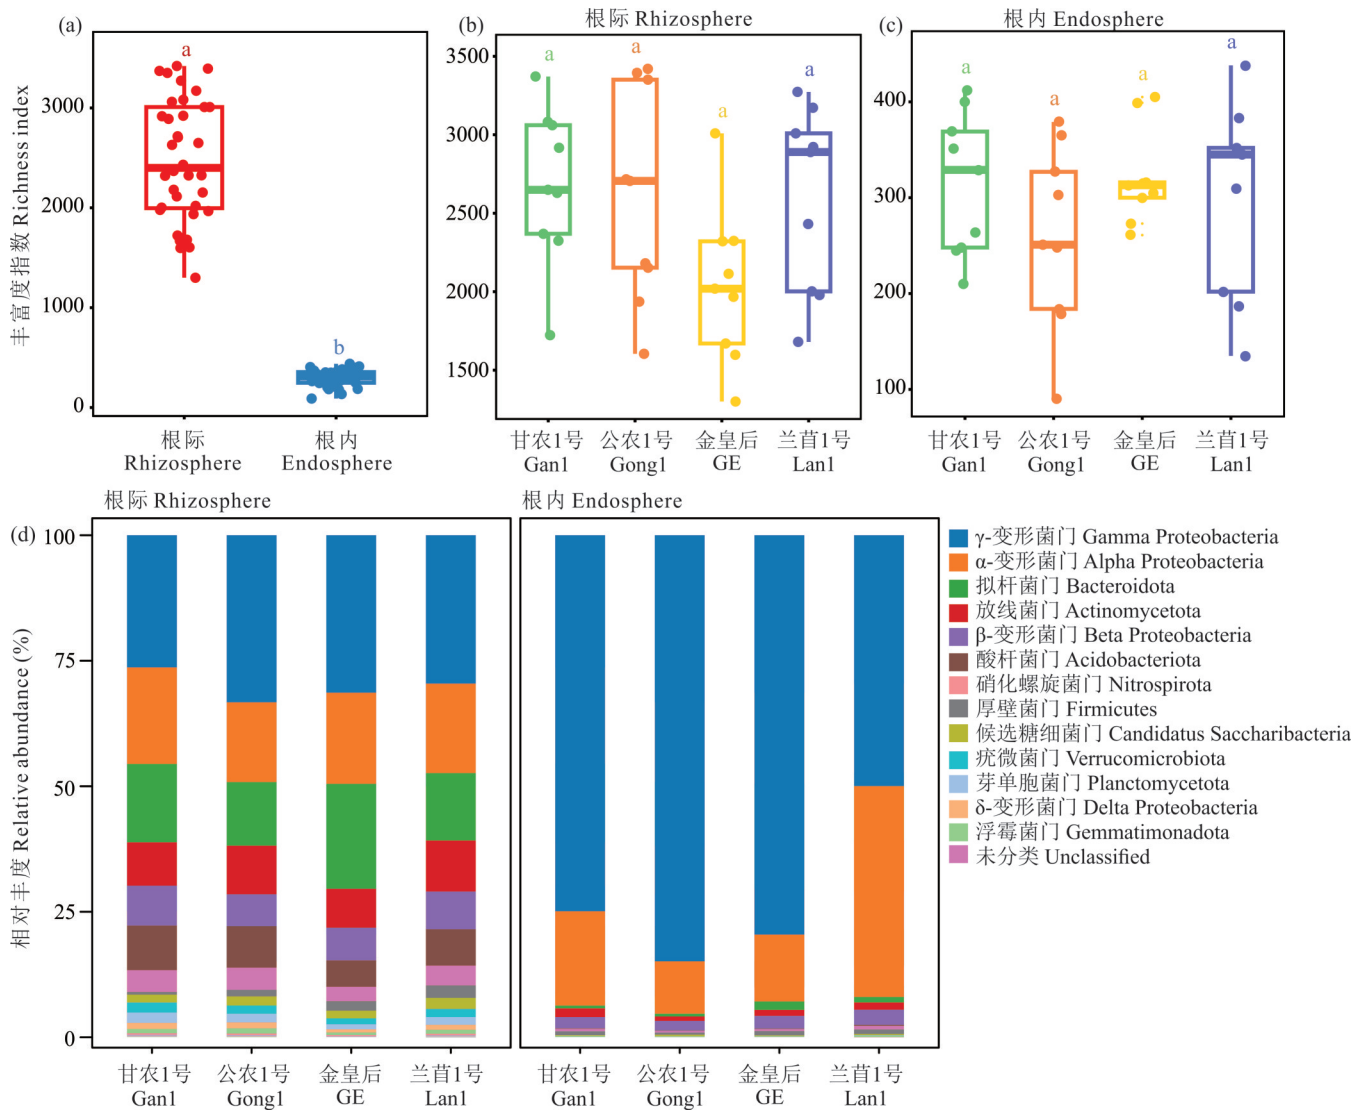 (a)
丰富度指数 Richness index
3000
2000
1000
0
a
b
根际
Rhizosphere
根内
Endosphere
(b)
根际 Rhizosphere
3500
3000
2500
2000
1500
a
a
a
a
甘农1号
Gan1
公农1号
Gong1
金皇后
GE
兰苜1号
Lan1
(c)
根内 Endosphere
400
300
200
100
a
a
a
a
甘农1号
Gan1
公农1号
Gong1
金皇后
GE
兰苜1号
Lan1
(d)
根际 Rhizosphere
根内 Endosphere
相对丰度 Relative abundance (%)
100
75
50
25
0
甘农1号
Gan1
公农1号
Gong1
金皇后
GE
兰苜1号
Lan1
甘农1号
Gan1
公农1号
Gong1
金皇后
GE
兰苜1号
Lan1
γ-变形菌门 Gamma Proteobacteria
α-变形菌门 Alpha Proteobacteria
拟杆菌门 Bacteroidota
放线菌门 Actinomycetota
β-变形菌门 Beta Proteobacteria
酸杆菌门 Acidobacteriota
硝化螺旋菌门 Nitrospirota
厚壁菌门 Firmicutes
候选糖细菌门 Candidatus Saccharibacteria
疣微菌门 Verrucomicrobiota
芽单胞菌门 Planctomycetota
δ-变形菌门 Delta Proteobacteria
浮霉菌门 Gemmatimonadota
未分类 Unclassified